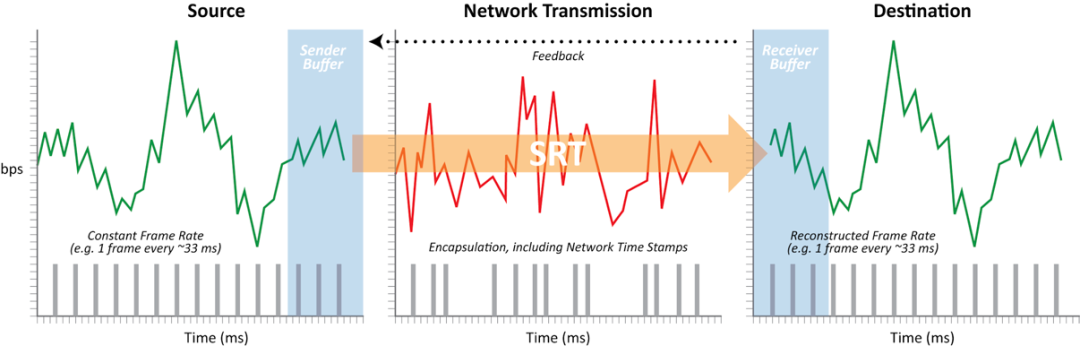 Source
Network Transmission
Destination
Sender
Buffer
Feedback
Receiver
Buffer
bps
SRT
Constant Frame Rate
(e.g. 1 frame every ~33 ms)
Encapsulation, including Network Time Stamps
Reconstructed Frame Rate
(e.g. 1 frame every ~33 ms)
Time (ms)
Time (ms)
Time (ms)